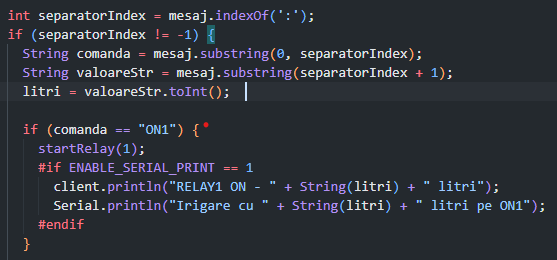 int separatorIndex = mesaj.indexOf(':');
if (separatorIndex != -1) {
String comanda = mesaj.substring(0, separatorIndex);
String valoareStr = mesaj.substring(separatorIndex + 1);
litri = valoareStr.toInt();
if (comanda == "ON1") {
startRelay(1);
#if ENABLE_SERIAL_PRINT == 1
client.println("RELAY1 ON - " + String(litri) + " litri");
Serial.println("Irigare cu " + String(litri) + " litri pe ON1");
#endif
}